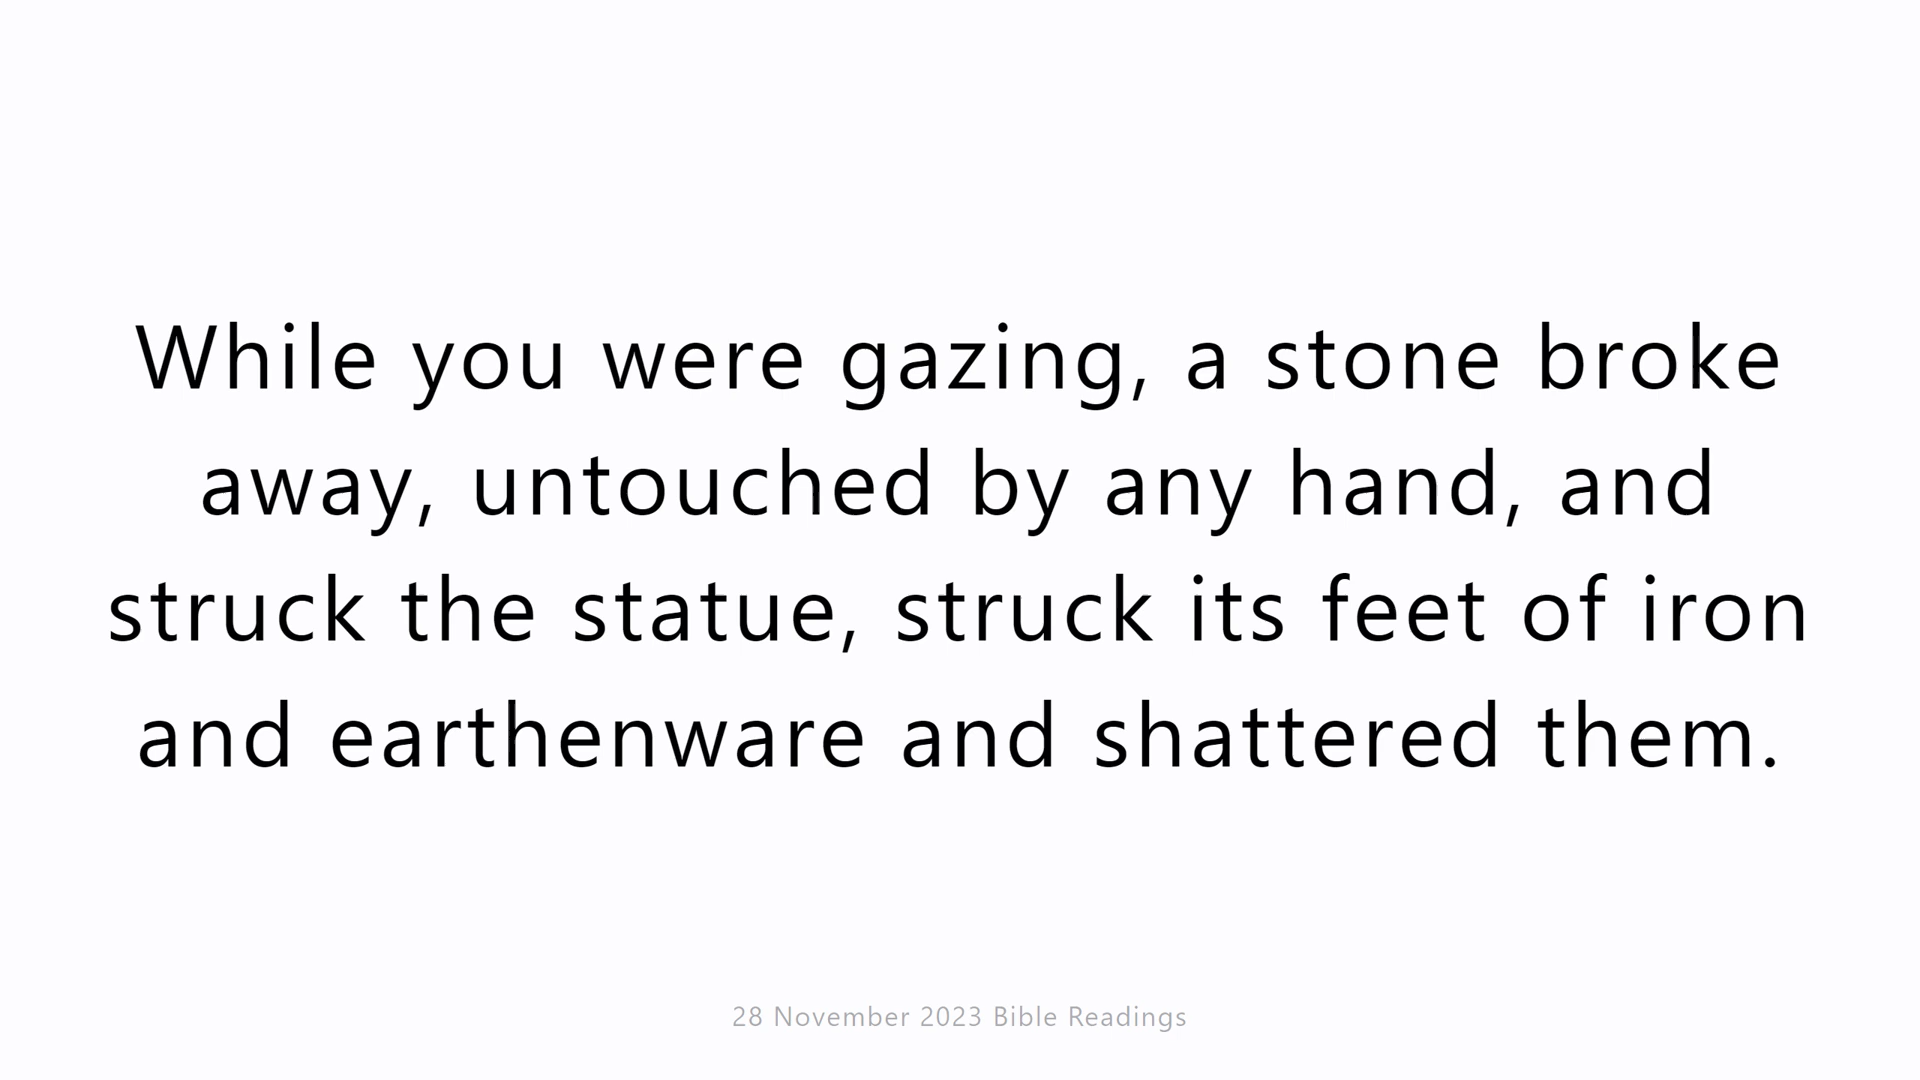 While you were gazing, a stone broke
away, untouched by any hand, and
struck the statue, struck its feet of iron
and earthenware and shattered them.
28 November 2023 Bible Readings